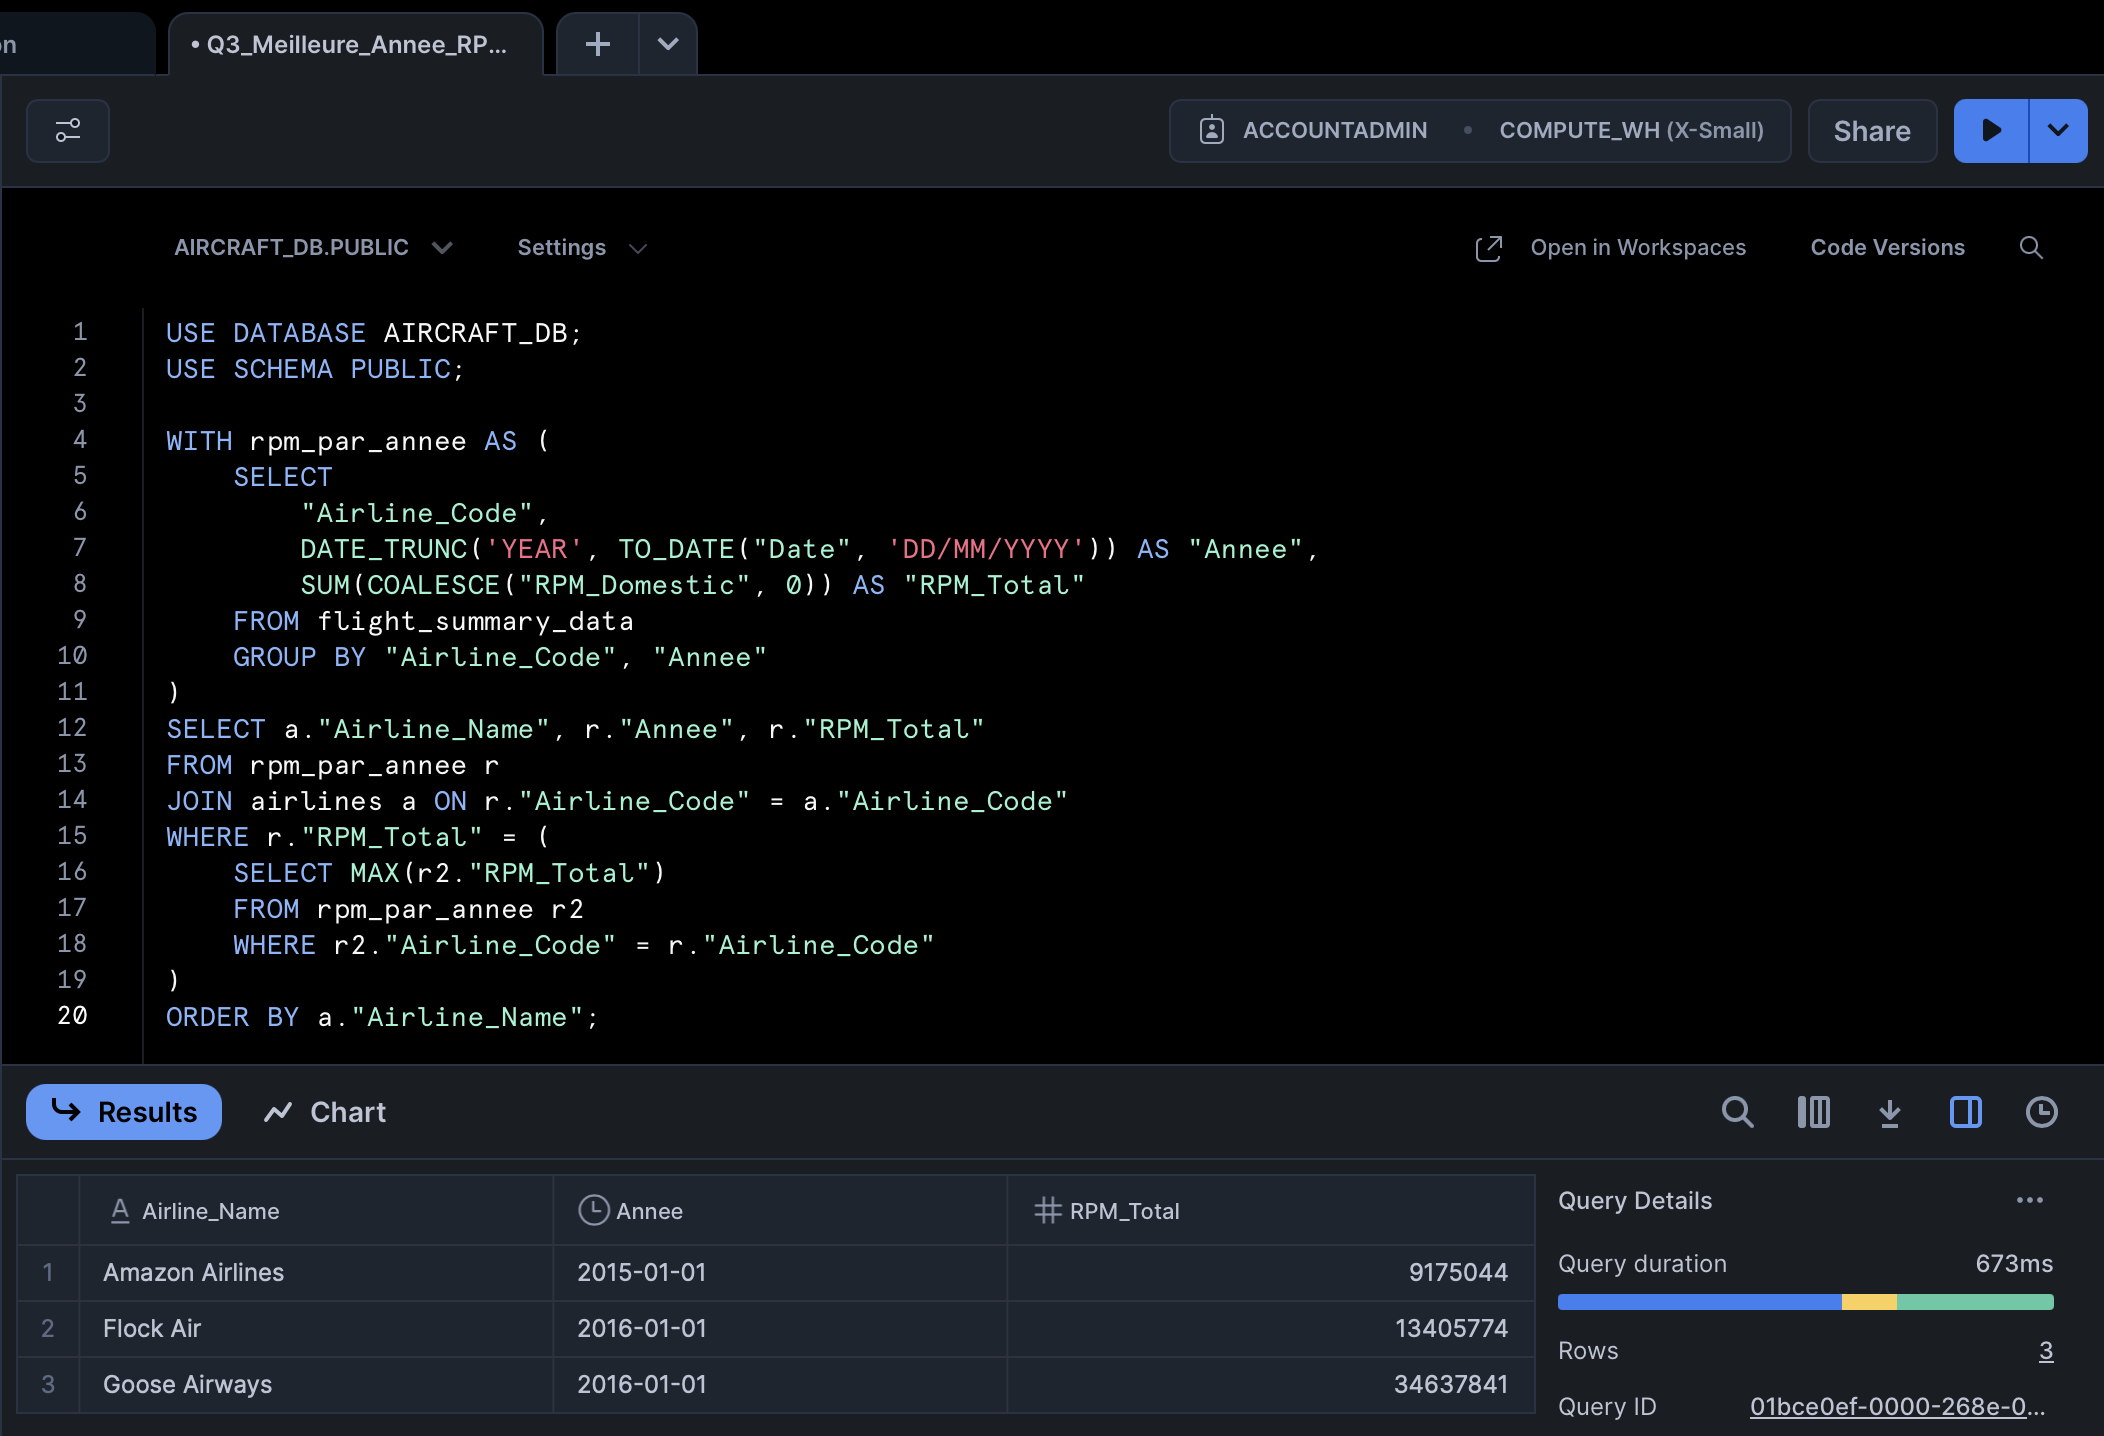 on
• Q3_Meilleure_Annee_RP...
ACCOUNTADMIN • COMPUTE_WH (X-Small)
Share
AIRCRAFT_DB.PUBLIC
Settings
Open in Workspaces
Code Versions
1 USE DATABASE AIRCRAFT_DB;
2 USE SCHEMA PUBLIC;
3
4 WITH rpm_par_annee AS (
5     SELECT
6         "Airline_Code",
7         DATE_TRUNC('YEAR', TO_DATE("Date", 'DD/MM/YYYY')) AS "Annee",
8         SUM(COALESCE("RPM_Domestic", 0)) AS "RPM_Total"
9     FROM flight_summary_data
10     GROUP BY "Airline_Code", "Annee"
11 )
12 SELECT a."Airline_Name", r."Annee", r."RPM_Total"
13 FROM rpm_par_annee r
14 JOIN airlines a ON r."Airline_Code" = a."Airline_Code"
15 WHERE r."RPM_Total" = (
16     SELECT MAX(r2."RPM_Total")
17     FROM rpm_par_annee r2
18     WHERE r2."Airline_Code" = r."Airline_Code"
19 )
20 ORDER BY a."Airline_Name";
Results
Chart
Airline_Name Annee RPM_Total
1 Amazon Airlines 2015-01-01 9175044
2 Flock Air 2016-01-01 13405774
3 Goose Airways 2016-01-01 34637841
Query Details ...
Query duration 673ms
Rows 3
Query ID 01bce0ef-0000-268e-0...